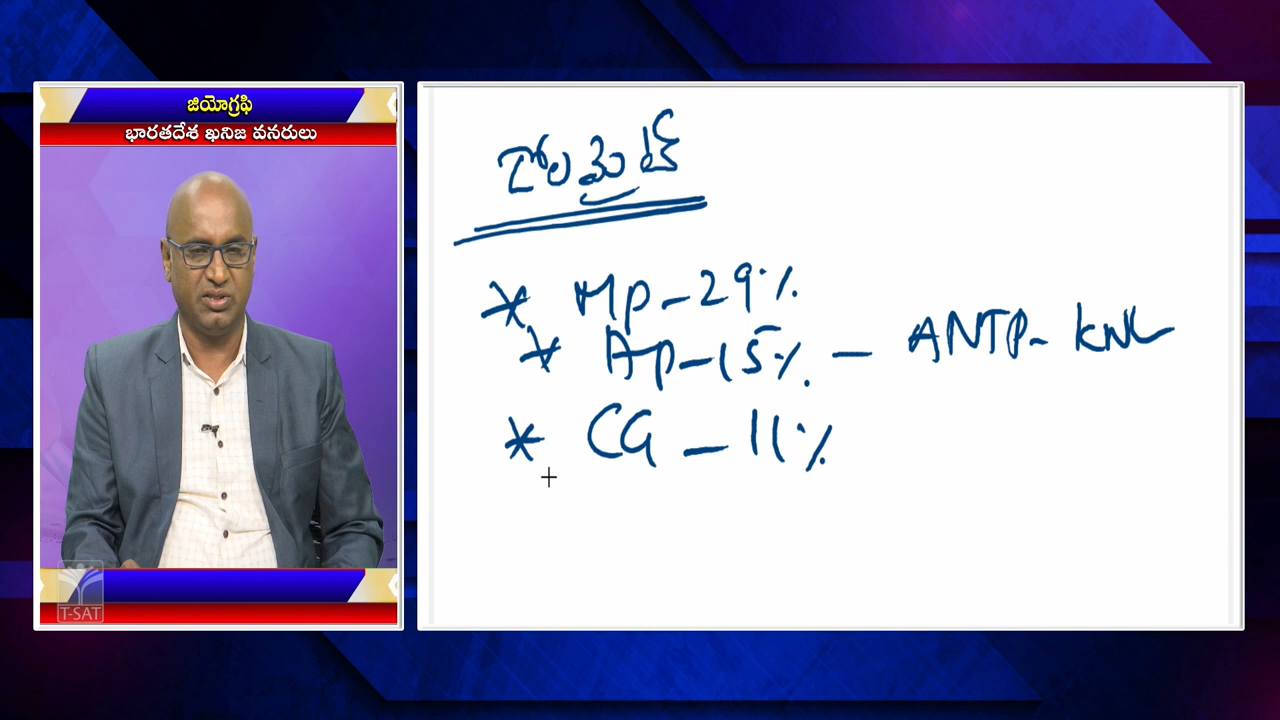 జియోగ్రఫి
భారతదేశ ఖనిజ వనరులు
డోలమైట్
* MP - 29%
* AP - 15% - ANTP - KNL
* CG - 11%
T-SAT